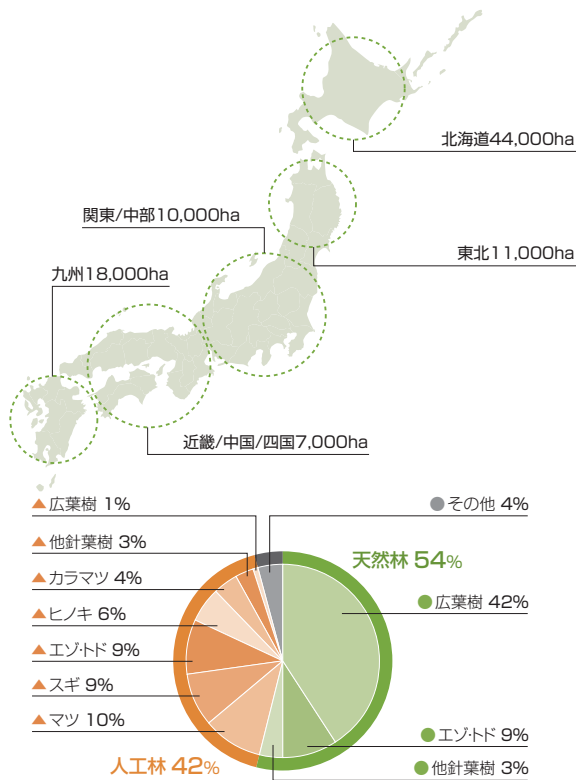 北海道44,000ha
関東/中部10,000ha
東北11,000ha
九州18,000ha
近畿/中国/四国7,000ha
▲広葉樹 1%
●その他 4%
▲他針葉樹 3%
天然林 54%
▲カラマツ 4%
●広葉樹 42%
▲ヒノキ 6%
▲エゾ・トド 9%
▲スギ 9%
▲マツ 10%
●エゾ・トド 9%
人工林 42%
●他針葉樹 3%